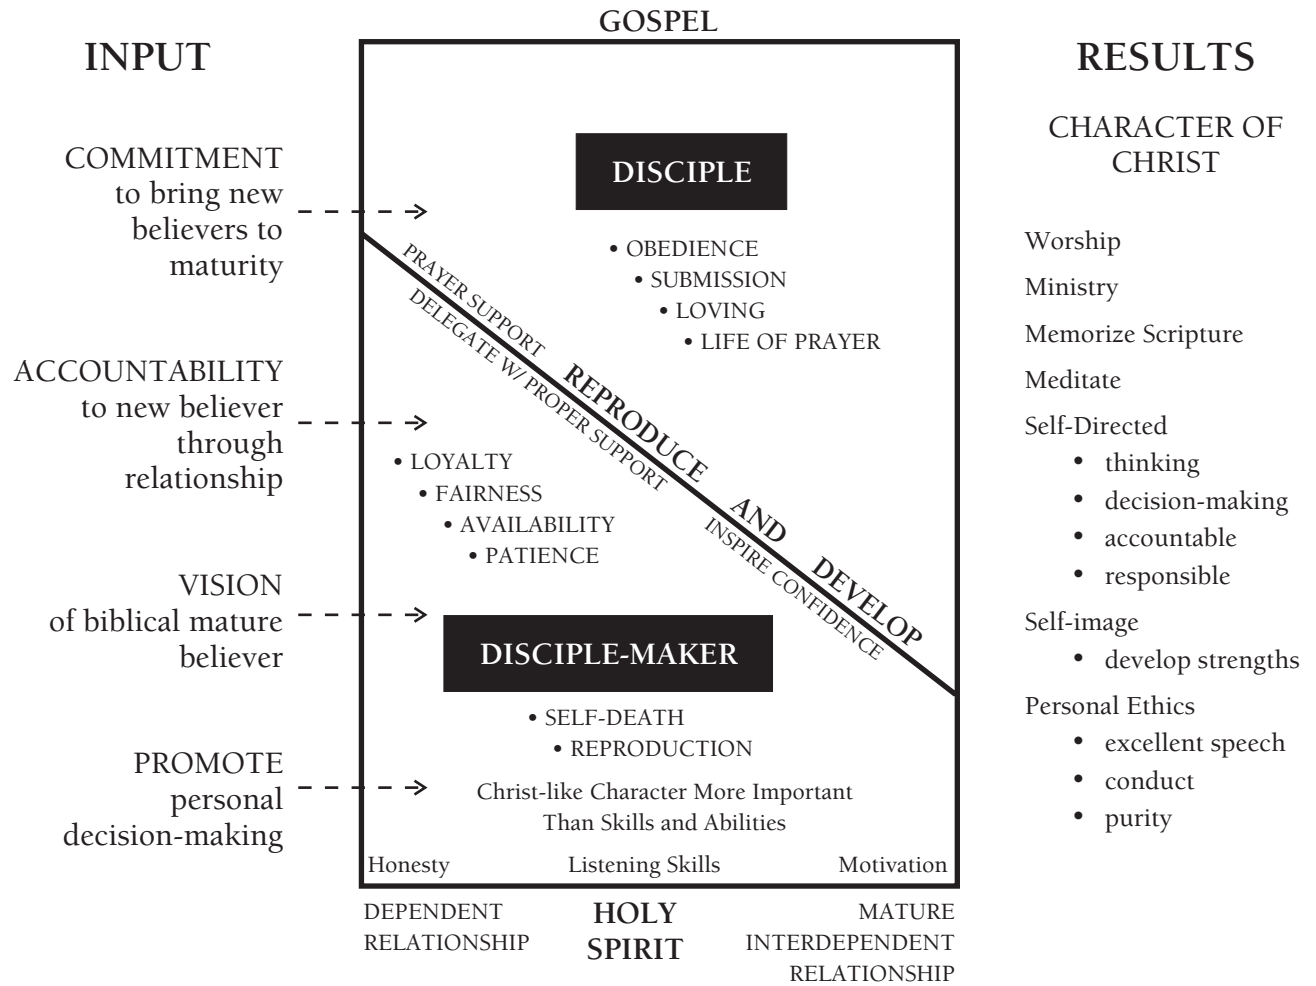 GOSPEL
INPUT
COMMITMENT
to bring new
believers to
maturity
ACCOUNTABILITY
to new believer
through
relationship
VISION
of biblical mature
believer
PROMOTE
personal
decision-making
DISCIPLE
• OBEDIENCE
• SUBMISSION
• LOVING
• LIFE OF PRAYER
PRAYER SUPPORT
REPRODUCE AND DEVELOP
DELEGATE W/ PROPER SUPPORT
INSPIRE CONFIDENCE
• LOYALTY
• FAIRNESS
• AVAILABILITY
• PATIENCE
DISCIPLE-MAKER
• SELF-DEATH
• REPRODUCTION
Christ-like Character More Important
Than Skills and Abilities
Honesty Listening Skills Motivation
DEPENDENT
RELATIONSHIP
HOLY
SPIRIT
MATURE
INTERDEPENDENT
RELATIONSHIP
RESULTS
CHARACTER OF
CHRIST
Worship
Ministry
Memorize Scripture
Meditate
Self-Directed
• thinking
• decision-making
• accountable
• responsible
Self-image
• develop strengths
Personal Ethics
• excellent speech
• conduct
• purity